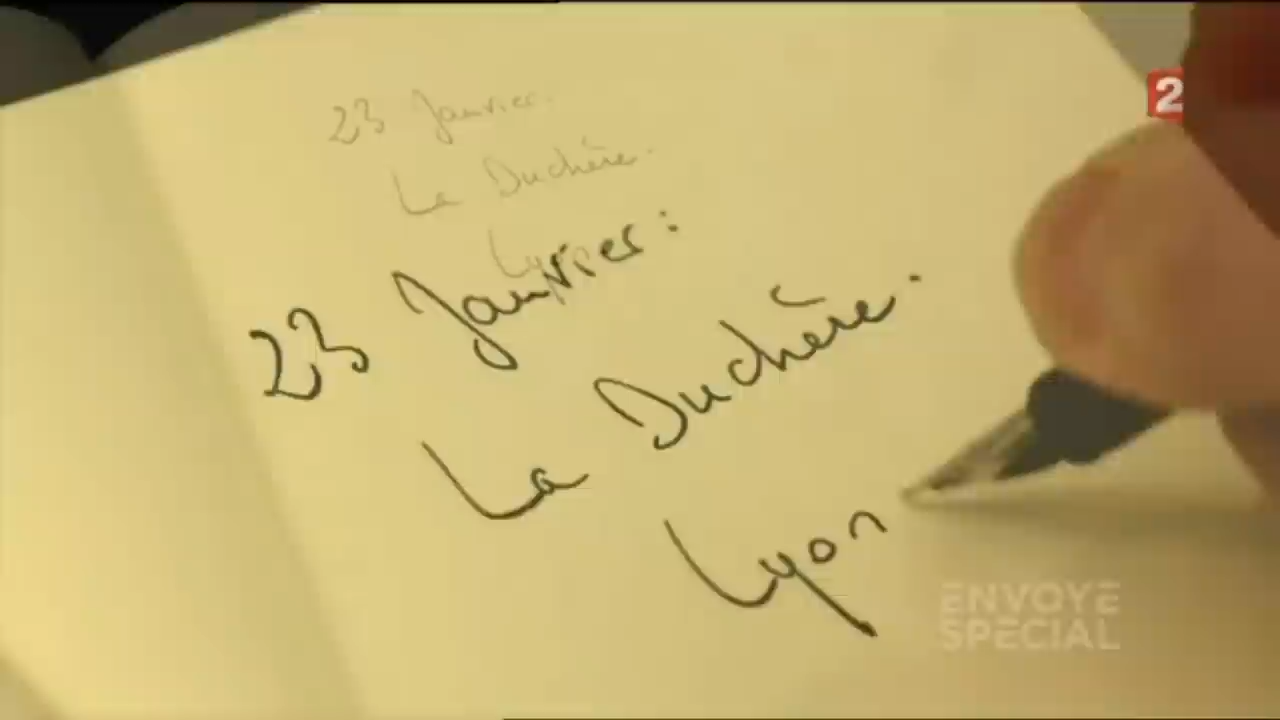 23 Janvier.
La Duchère.
Lyon
23 Janvier:
La Duchère.
Lyon
2
ENVOYÉ
SPÉCIAL